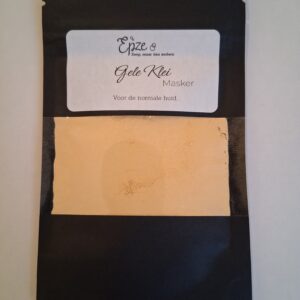 Epze
Gele Klei
Masker
Voor de normale huid